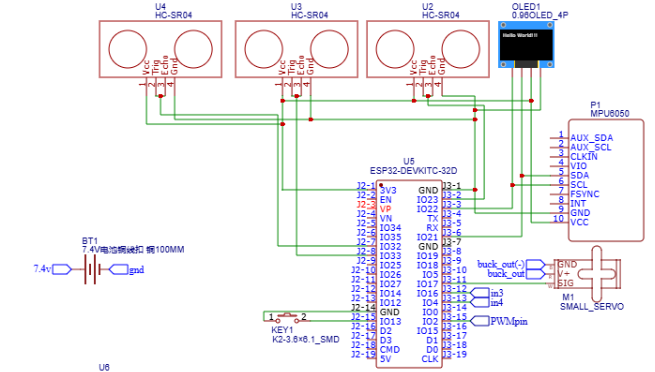 U4
HC-SR04
U3
HC-SR04
U2
HC-SR04
OLED1
0.96OLED_4P
Hello World!!!
Vcc
Trig
Echo
Gnd
1
2
3
4
Vcc
Trig
Echo
Gnd
1
2
3
4
Vcc
Trig
Echo
Gnd
1
2
3
4
P1
MPU6050
1 AUX_SDA
2 AUX_SCL
3 CLKIN
4 VIO
5 SDA
6 SCL
7 FSYNC
8 INT
9 GND
10 VCC
U5
ESP32-DEVKITC-32D
J2-1 3V3 GND J3-1
J2-2 EN IO23 J3-2
J2-3 VP IO22 J3-3
J2-4 VN TX J3-4
J2-5 IO34 RX J3-5
J2-6 IO35 IO21 J3-6
J2-7 IO32 GND J3-7
J2-8 IO33 IO19 J3-8
J2-9 IO25 IO18 J3-9
J2-10 IO26 IO5 J3-10
J2-11 IO27 IO17 J3-11
J2-12 IO14 IO16 J3-12
J2-13 IO12 IO4 J3-13
J2-14 GND IO0 J3-14
J2-15 IO13 IO2 J3-15
J2-16 D2 IO15 J3-16
J2-17 D3 D1 J3-17
J2-18 CMD D0 J3-18
J2-19 5V CLK J3-19
BT1
7.4V电池铜线扣 铜100MM
7.4v
gnd
buck_out(-)
buck_out
GND
V+
SIG
M1
SMALL_SERVO
in3
in4
PWMpin
1
2
KEY1
K2-3.6×6.1_SMD
U6